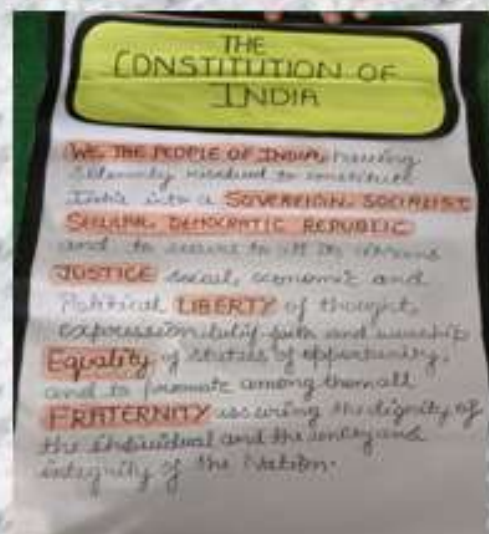 THE
CONSTITUTION OF
INDIA
WE, THE PEOPLE OF INDIA, having
solemnly resolved to constitute
India into a SOVEREIGN SOCIALIST
SECULAR DEMOCRATIC REPUBLIC
and to secure to all its citizens
JUSTICE social, economic and
Political LIBERTY of thought,
expression, belief, faith and worship
Equality of status of opportunity,
and to promote among them all
FRATERNITY assuring the dignity of
the individual and the unity and
integrity of the Nation.